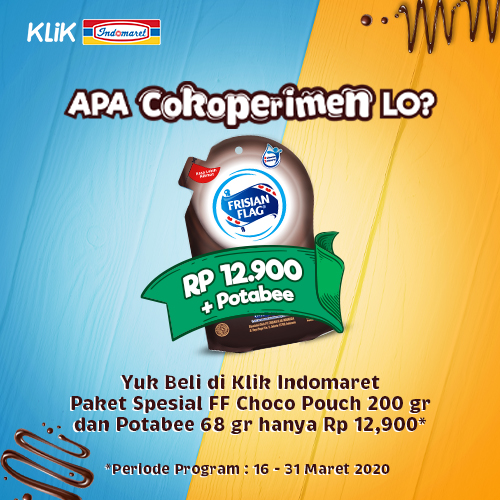 KLiK Indomaret
APA Cokoperimen LO?
FRISIAN
FLAG
RP 12.900
+ Potabee
Yuk Beli di Klik Indomaret
Paket Spesial FF Choco Pouch 200 gr
dan Potabee 68 gr hanya Rp 12,900*
*Periode Program : 16 - 31 Maret 2020